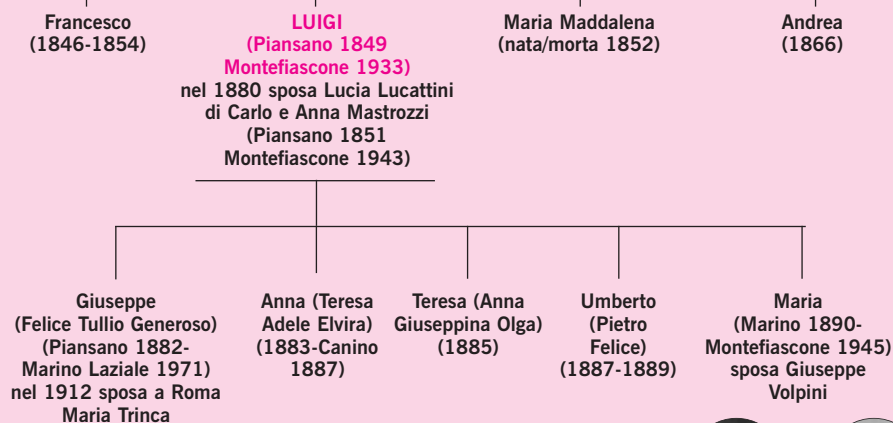 Francesco
(1846-1854)
LUIGI
(Piansano 1849
Montefiascone 1933)
nel 1880 sposa Lucia Lucattini
di Carlo e Anna Mastrozzi
(Piansano 1851
Montefiascone 1943)
Maria Maddalena
(nata/morta 1852)
Andrea
(1866)
Giuseppe
(Felice Tullio Generoso)
(Piansano 1882-
Marino Laziale 1971)
nel 1912 sposa a Roma
Maria Trinca
Anna (Teresa
Adele Elvira)
(1883-Canino
1887)
Teresa (Anna
Giuseppina Olga)
(1885)
Umberto
(Pietro
Felice)
(1887-1889)
Maria
(Marino 1890-
Montefiascone 1945)
sposa Giuseppe
Volpini